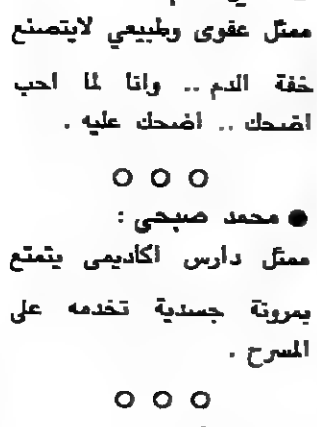 ممثل عفوى وطبيعي لايتصنع
خفة الدم .. وانا لما احب
اضحك .. اضحك عليه .
○ ○ ○
● محمد صبحى :
ممثل دارس اكاديمى يتمتع
بمرونة جسدية تخدمه على
المسرح .
○ ○ ○